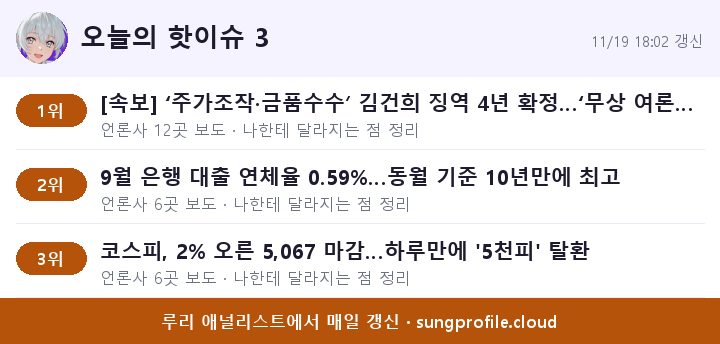 오늘의 핫이슈 3
11/19 18:02 갱신
1위
[속보] ‘주가조작·금품수수’ 김건희 징역 4년 확정…‘무상 여론…
언론사 12곳 보도 · 나한테 달라지는 점 정리
2위
9월 은행 대출 연체율 0.59%…동월 기준 10년만에 최고
언론사 6곳 보도 · 나한테 달라지는 점 정리
3위
코스피, 2% 오른 5,067 마감…하루만에 '5천피' 탈환
언론사 6곳 보도 · 나한테 달라지는 점 정리
루리 애널리스트에서 매일 갱신 · sungprofile.cloud